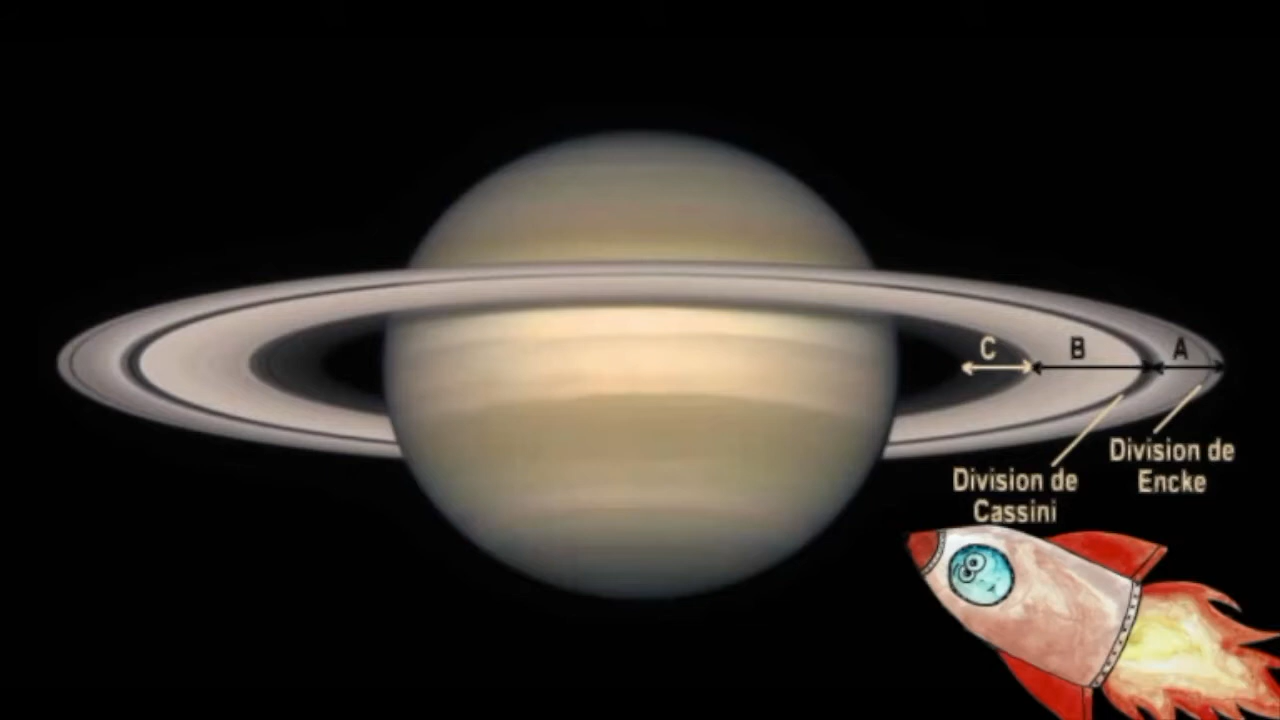 C
B
A
Division de
Encke
Division de
Cassini